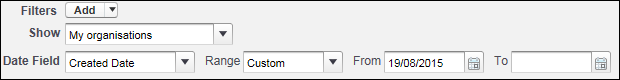 Filters Add
Show My organisations
Date Field Created Date Range Custom From 19/08/2015 To